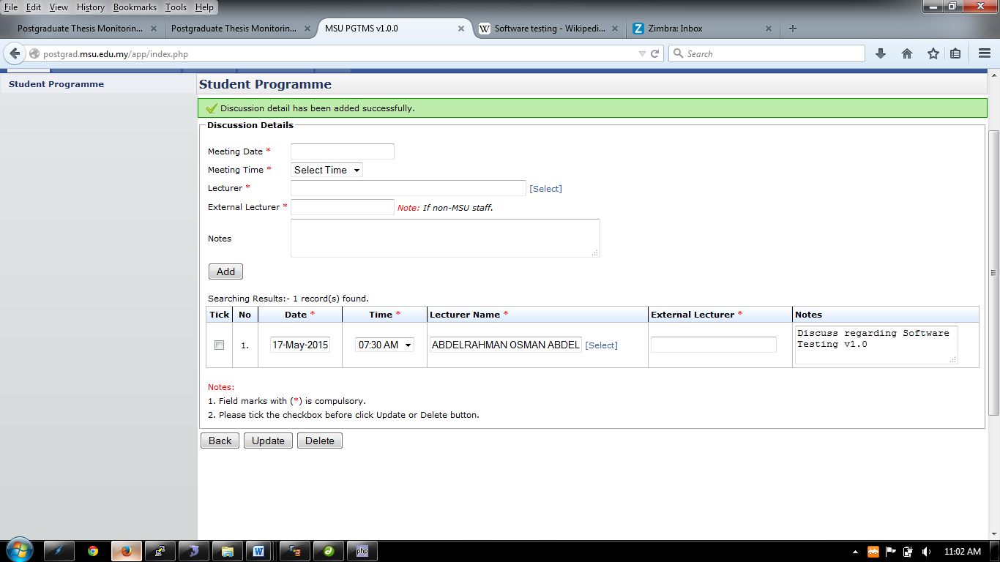 File Edit View History Bookmarks Tools Help
Postgraduate Thesis Monitorin... Postgraduate Thesis Monitorin... MSU PGTMS v1.0.0 W Software testing - Wikipedi... Z Zimbra: Inbox
postgrad.msu.edu.my/app/index.php Search
Student Programme
Student Programme
Discussion detail has been added successfully.
Discussion Details
Meeting Date *
Meeting Time * Select Time
Lecturer * [Select]
External Lecturer * Note: If non-MSU staff.
Notes
Add
Searching Results:- 1 record(s) found.
Tick No Date * Time * Lecturer Name * External Lecturer * Notes
1. 17-May-2015 07:30 AM ABDELRAHMAN OSMAN ABDEL [Select] Discuss regarding Software
Testing v1.0
Notes:
1. Field marks with (*) is compulsory.
2. Please tick the checkbox before click Update or Delete button.
Back Update Delete
W php 11:02 AM